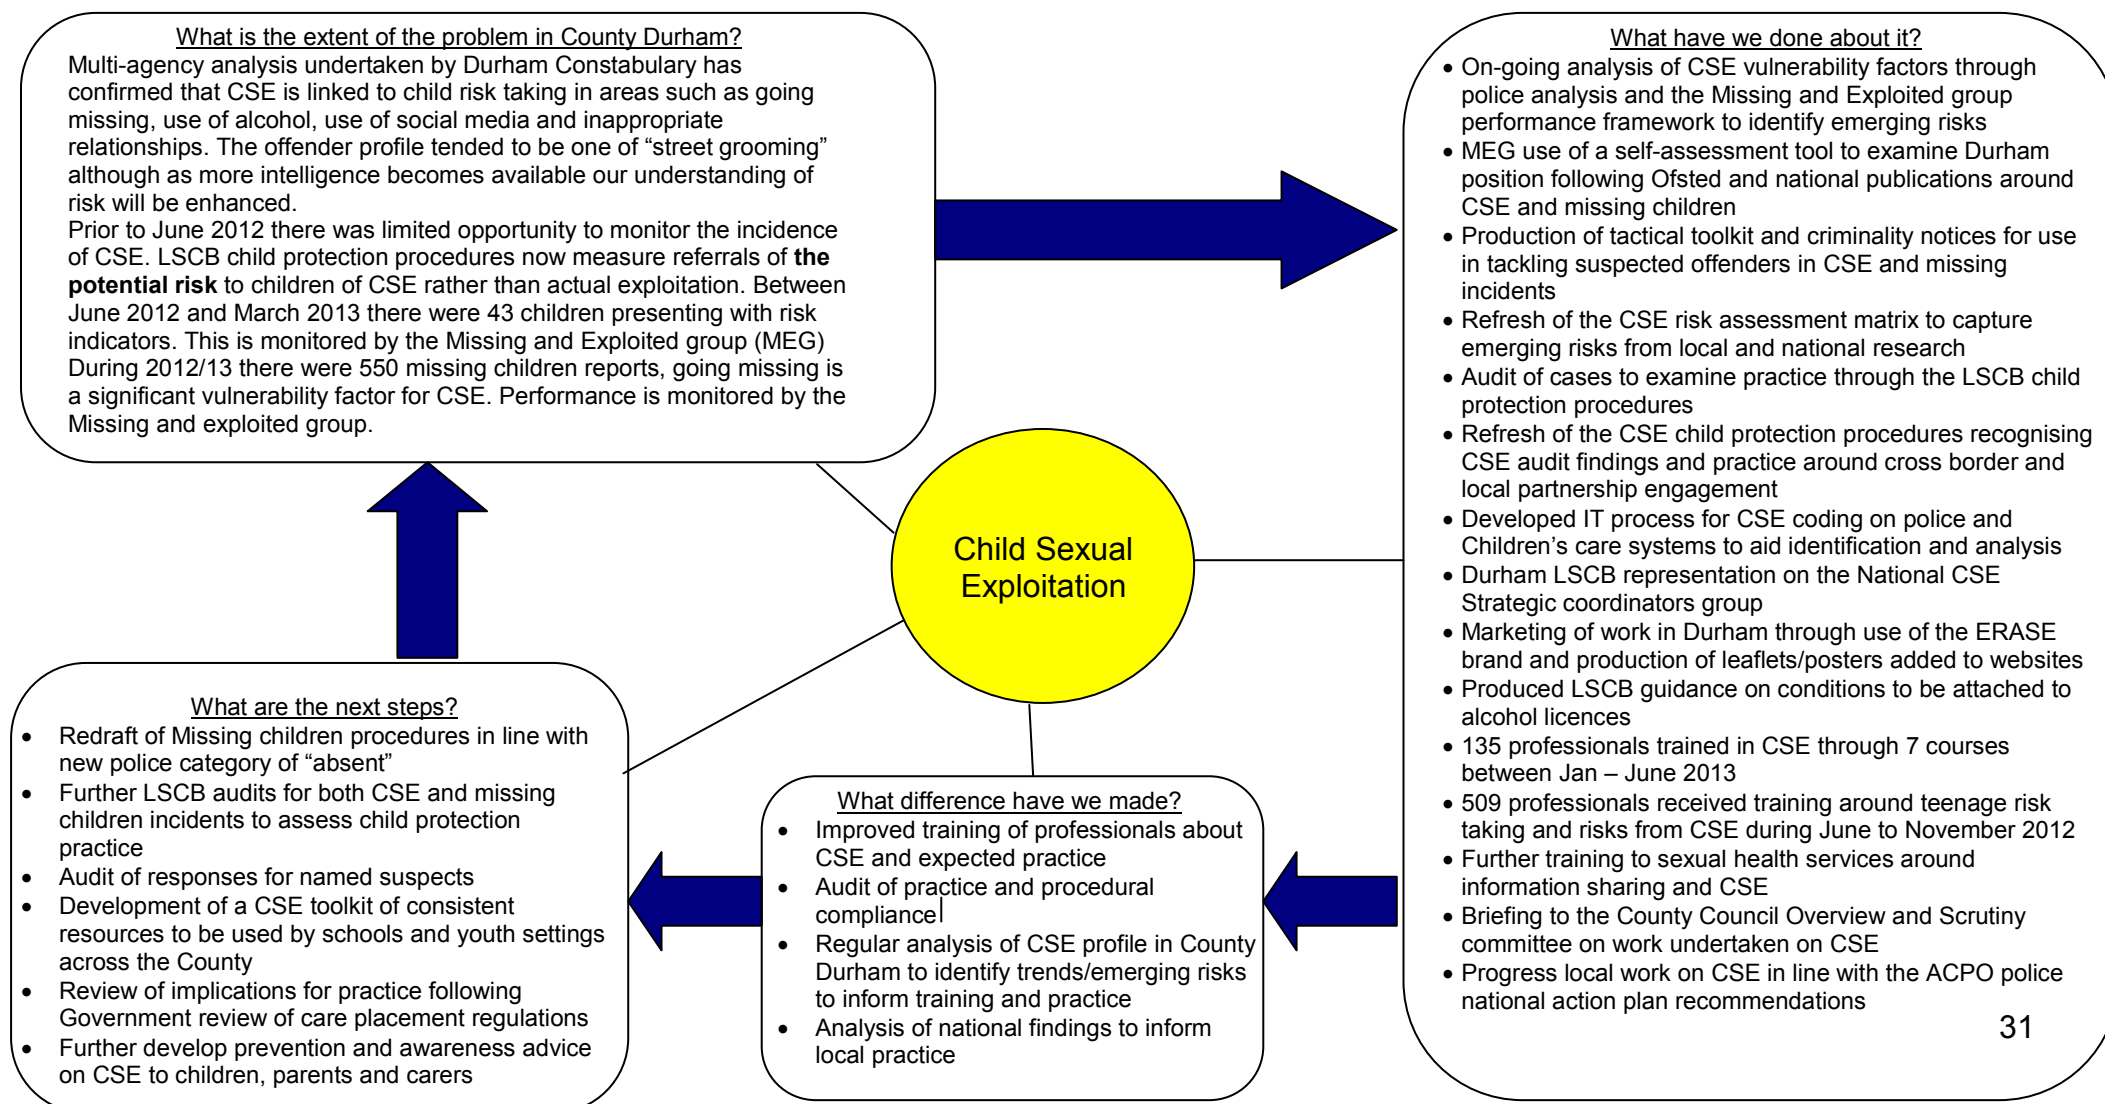 What is the extent of the problem in County Durham?
Multi-agency analysis undertaken by Durham Constabulary has
confirmed that CSE is linked to child risk taking in areas such as going
missing, use of alcohol, use of social media and inappropriate
relationships. The offender profile tended to be one of “street grooming”
although as more intelligence becomes available our understanding of
risk will be enhanced.
Prior to June 2012 there was limited opportunity to monitor the incidence
of CSE. LSCB child protection procedures now measure referrals of the
potential risk to children of CSE rather than actual exploitation. Between
June 2012 and March 2013 there were 43 children presenting with risk
indicators. This is monitored by the Missing and Exploited group (MEG)
During 2012/13 there were 550 missing children reports, going missing is
a significant vulnerability factor for CSE. Performance is monitored by the
Missing and exploited group.
What have we done about it?
• On-going analysis of CSE vulnerability factors through
police analysis and the Missing and Exploited group
performance framework to identify emerging risks
• MEG use of a self-assessment tool to examine Durham
position following Ofsted and national publications around
CSE and missing children
• Production of tactical toolkit and criminality notices for use
in tackling suspected offenders in CSE and missing
incidents
• Refresh of the CSE risk assessment matrix to capture
emerging risks from local and national research
• Audit of cases to examine practice through the LSCB child
protection procedures
• Refresh of the CSE child protection procedures recognising
CSE audit findings and practice around cross border and
local partnership engagement
• Developed IT process for CSE coding on police and
Children’s care systems to aid identification and analysis
• Durham LSCB representation on the National CSE
Strategic coordinators group
• Marketing of work in Durham through use of the ERASE
brand and production of leaflets/posters added to websites
• Produced LSCB guidance on conditions to be attached to
alcohol licences
• 135 professionals trained in CSE through 7 courses
between Jan – June 2013
• 509 professionals received training around teenage risk
taking and risks from CSE during June to November 2012
• Further training to sexual health services around
information sharing and CSE
• Briefing to the County Council Overview and Scrutiny
committee on work undertaken on CSE
• Progress local work on CSE in line with the ACPO police
national action plan recommendations
31
Child Sexual
Exploitation
What difference have we made?
• Improved training of professionals about
CSE and expected practice
• Audit of practice and procedural
compliance
• Regular analysis of CSE profile in County
Durham to identify trends/emerging risks
to inform training and practice
• Analysis of national findings to inform
local practice
What are the next steps?
• Redraft of Missing children procedures in line with
new police category of “absent”
• Further LSCB audits for both CSE and missing
children incidents to assess child protection
practice
• Audit of responses for named suspects
• Development of a CSE toolkit of consistent
resources to be used by schools and youth settings
across the County
• Review of implications for practice following
Government review of care placement regulations
• Further develop prevention and awareness advice
on CSE to children, parents and carers